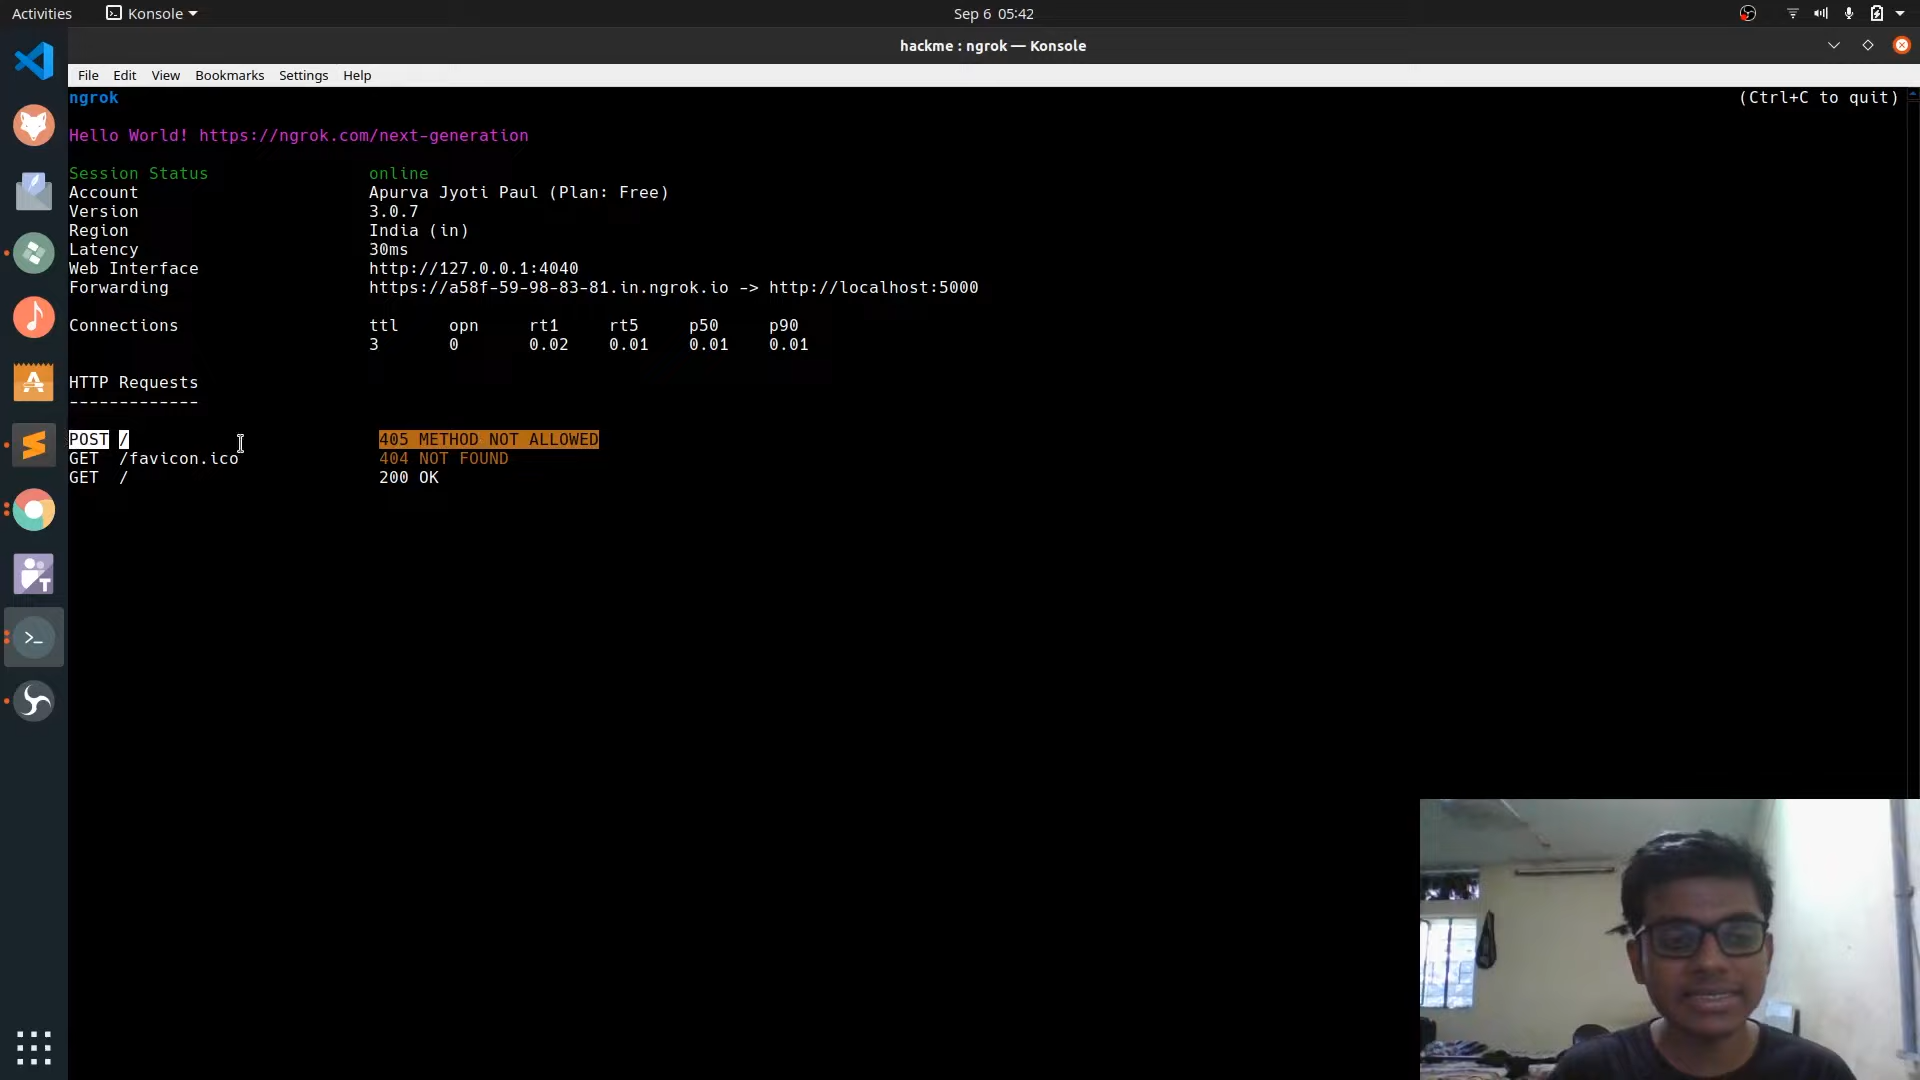 Activities Konsole Sep 6 05:42
hackme : ngrok — Konsole
File Edit View Bookmarks Settings Help
ngrok (Ctrl+C to quit)
Hello World! https://ngrok.com/next-generation
Session Status online
Account Apurva Jyoti Paul (Plan: Free)
Version 3.0.7
Region India (in)
Latency 30ms
Web Interface http://127.0.0.1:4040
Forwarding https://a58f-59-98-83-81.in.ngrok.io -> http://localhost:5000
Connections ttl opn rt1 rt5 p50 p90
3 0 0.02 0.01 0.01 0.01
HTTP Requests
-------------
POST / 405 METHOD NOT ALLOWED
GET /favicon.ico 404 NOT FOUND
GET / 200 OK